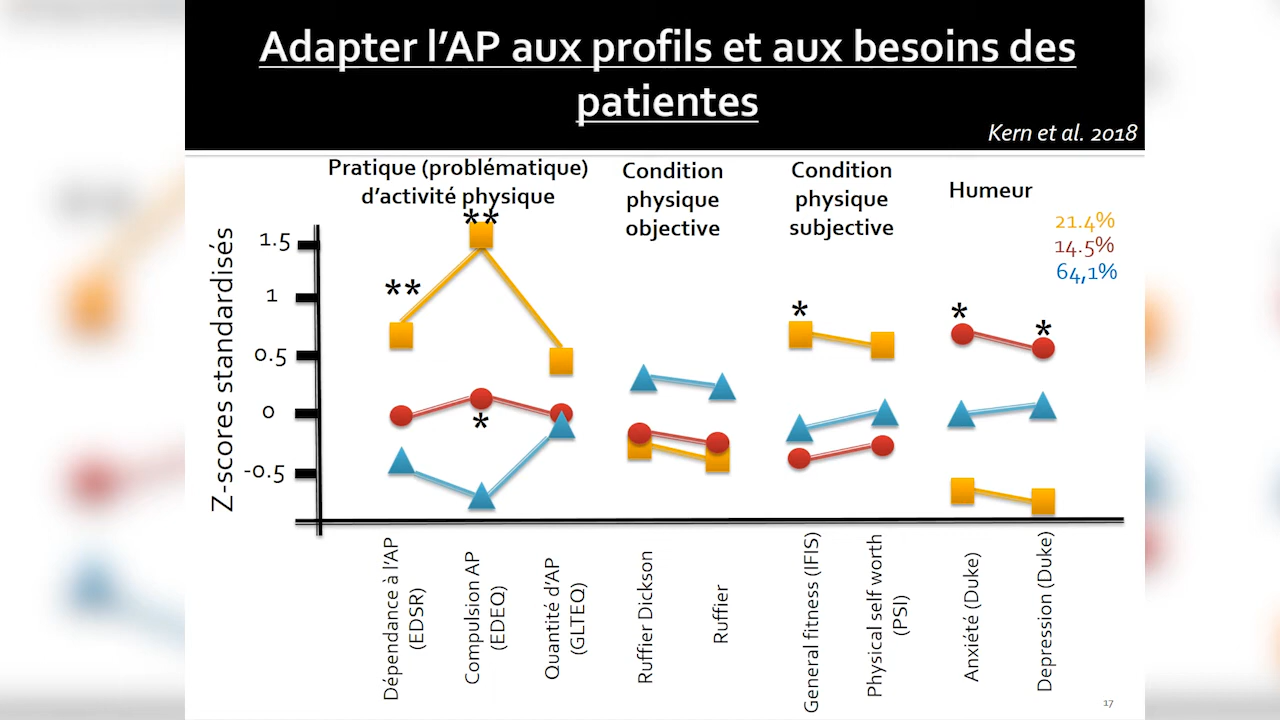 Adapter l’AP aux profils et aux besoins des
patientes
Kern et al. 2018
Pratique (problématique)
d’activité physique
Condition
physique
objective
Condition
physique
subjective
Humeur
21.4%
14.5%
64,1%
Z-scores standardisés
1.5
1
0.5
0
-0.5
**
**
*
*
*
*
Dépendance à l’AP
(EDSR)
Compulsion AP
(EDEQ)
Quantité d’AP
(GLTEQ)
Ruffier Dickson
Ruffier
General fitness (IFIS)
Physical self worth
(PSI)
Anxiété (Duke)
Depression (Duke)
17